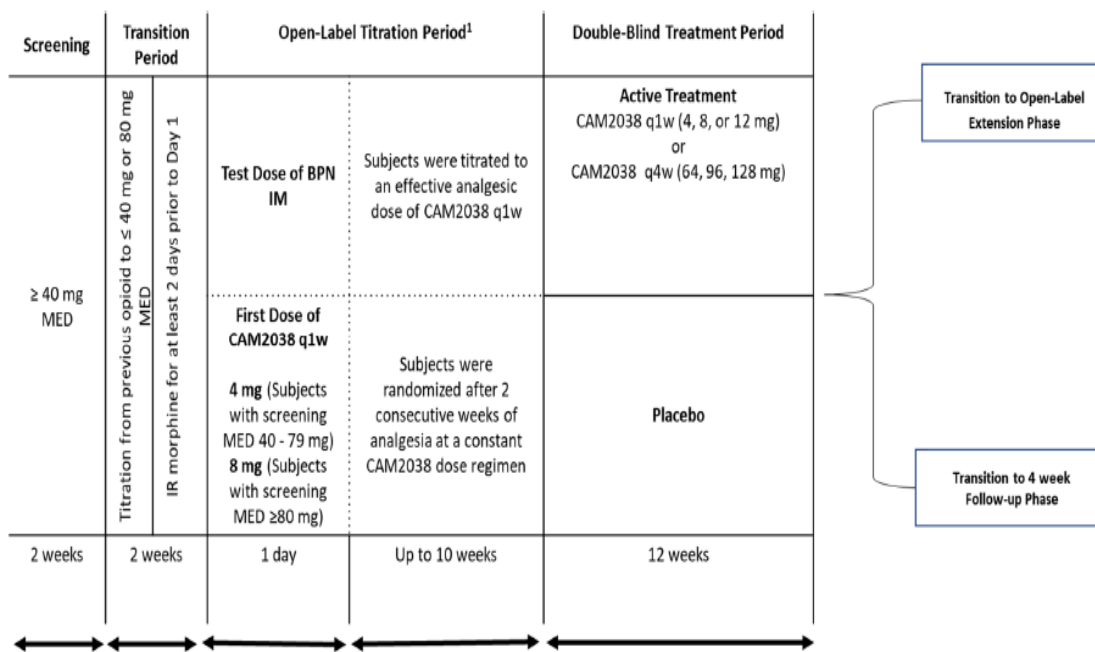 Screening
Transition
Period
Open-Label Titration Period¹
Double-Blind Treatment Period
≥ 40 mg
MED
Titration from previous opioid to ≤ 40 mg or 80 mg
MED
IR morphine for at least 2 days prior to Day 1
Test Dose of BPN
IM
Subjects were titrated to
an effective analgesic
dose of CAM2038 q1w
Active Treatment
CAM2038 q1w (4, 8, or 12 mg)
or
CAM2038 q4w (64, 96, 128 mg)
First Dose of
CAM2038 q1w
4 mg (Subjects
with screening
MED 40 - 79 mg)
8 mg (Subjects
with screening
MED ≥80 mg)
Subjects were
randomized after 2
consecutive weeks of
analgesia at a constant
CAM2038 dose regimen
Placebo
2 weeks
2 weeks
1 day
Up to 10 weeks
12 weeks
Transition to Open-Label
Extension Phase
Transition to 4 week
Follow-up Phase